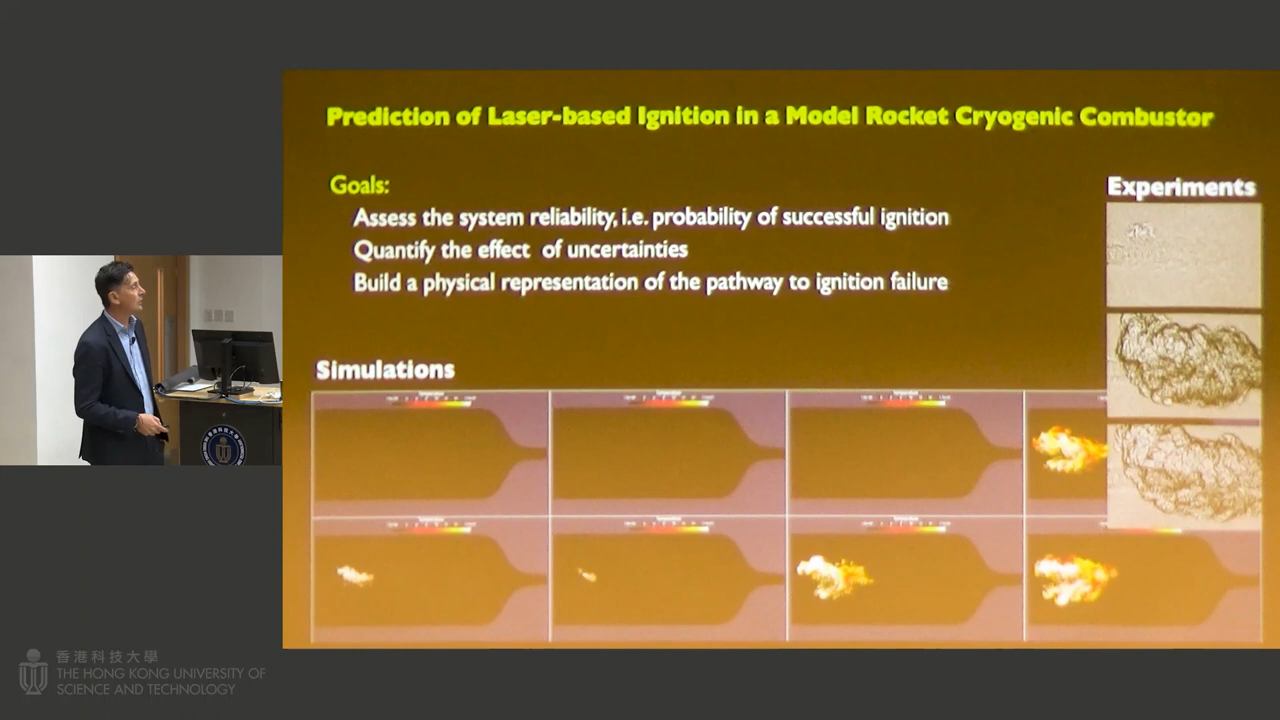 Prediction of Laser-based Ignition in a Model Rocket Cryogenic Combustor
Goals:
Assess the system reliability, i.e. probability of successful ignition
Quantify the effect of uncertainties
Build a physical representation of the pathway to ignition failure
Experiments
Simulations
香港科技大學
THE HONG KONG UNIVERSITY OF
SCIENCE AND TECHNOLOGY